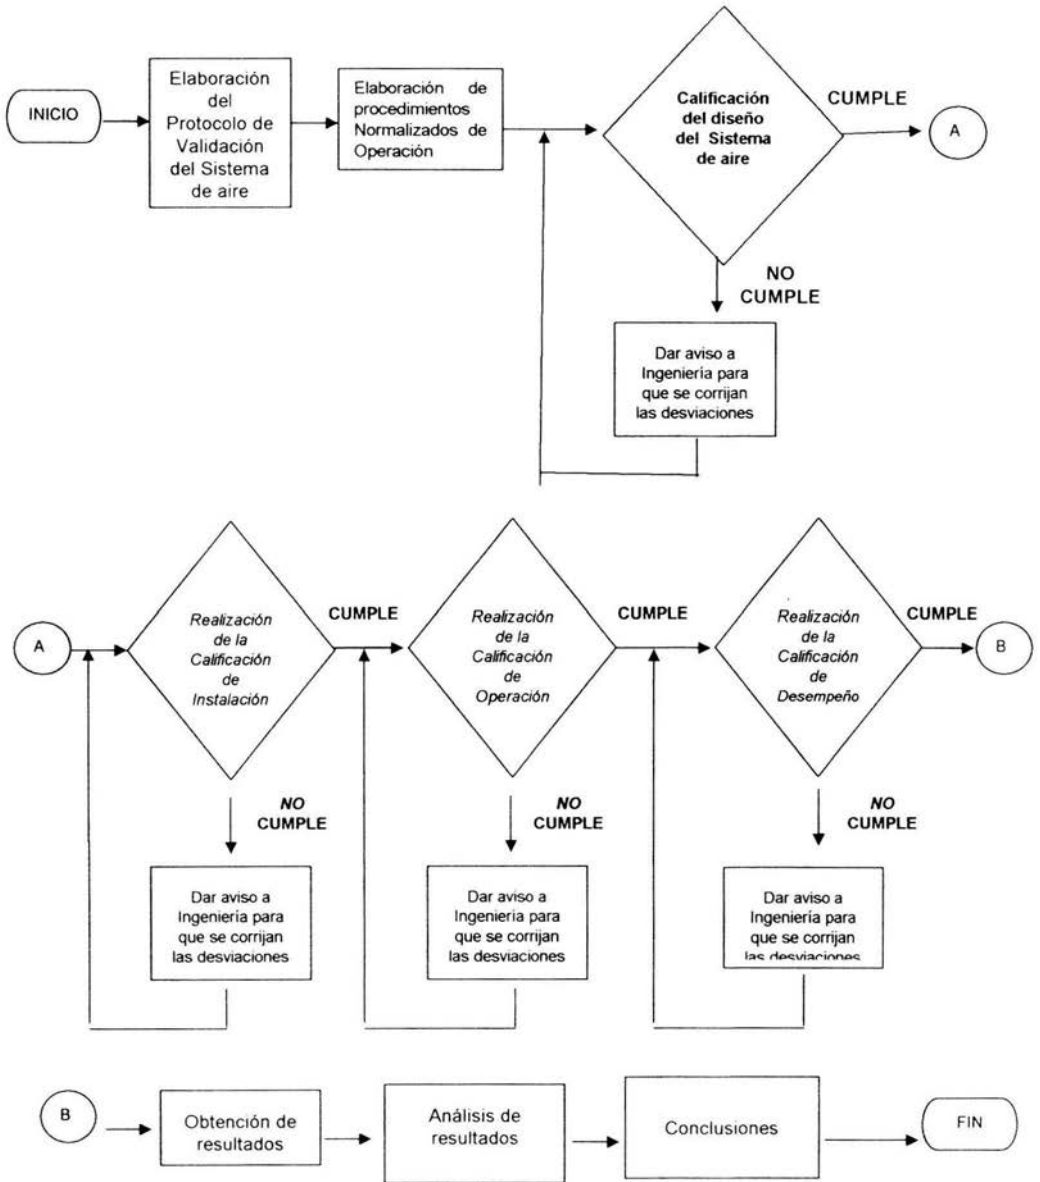 INICIO
Elaboración
del
Protocolo de
Validación
del Sistema
de aire
Elaboración de
procedimientos
Normalizados de
Operación
Calificación
del diseño
del Sistema
de aire
CUMPLE
A
NO
CUMPLE
Dar aviso a
Ingeniería para
que se corrijan
las desviaciones
A
Realización
de la
Calificación
de
Instalación
CUMPLE
Realización
de la
Calificación
de
Operación
CUMPLE
Realización
de la
Calificación
de
Desempeño
CUMPLE
B
NO
CUMPLE
NO
CUMPLE
NO
CUMPLE
Dar aviso a
Ingeniería para
que se corrijan
las desviaciones
Dar aviso a
Ingeniería para
que se corrijan
las desviaciones
Dar aviso a
Ingeniería para
que se corrijan
las desviaciones
B
Obtención de
resultados
Análisis de
resultados
Conclusiones
FIN